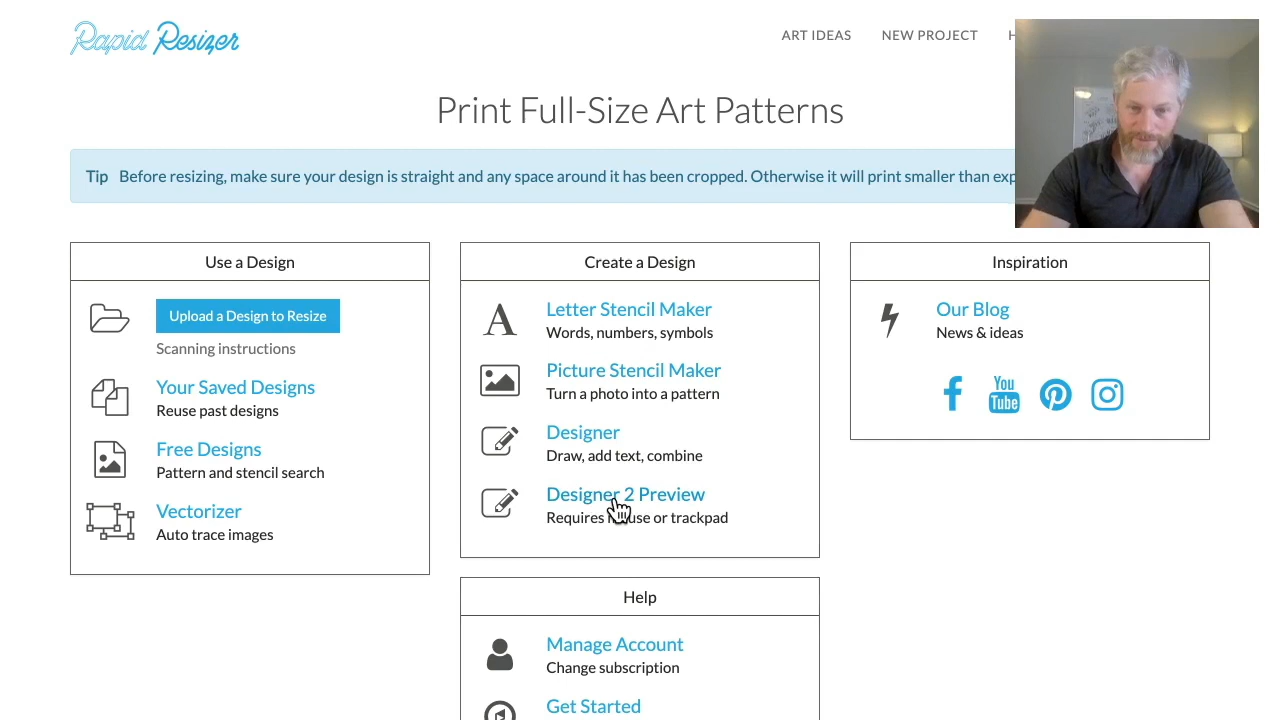 Rapid Resizer
ART IDEAS NEW PROJECT H
Print Full-Size Art Patterns
Tip Before resizing, make sure your design is straight and any space around it has been cropped. Otherwise it will print smaller than exp
Use a Design
Upload a Design to Resize
Scanning instructions
Your Saved Designs
Reuse past designs
Free Designs
Pattern and stencil search
Vectorizer
Auto trace images
Create a Design
A Letter Stencil Maker
Words, numbers, symbols
Picture Stencil Maker
Turn a photo into a pattern
Designer
Draw, add text, combine
Designer 2 Preview
Requires mouse or trackpad
Help
Manage Account
Change subscription
Get Started
Inspiration
Our Blog
News & ideas
You
Tube